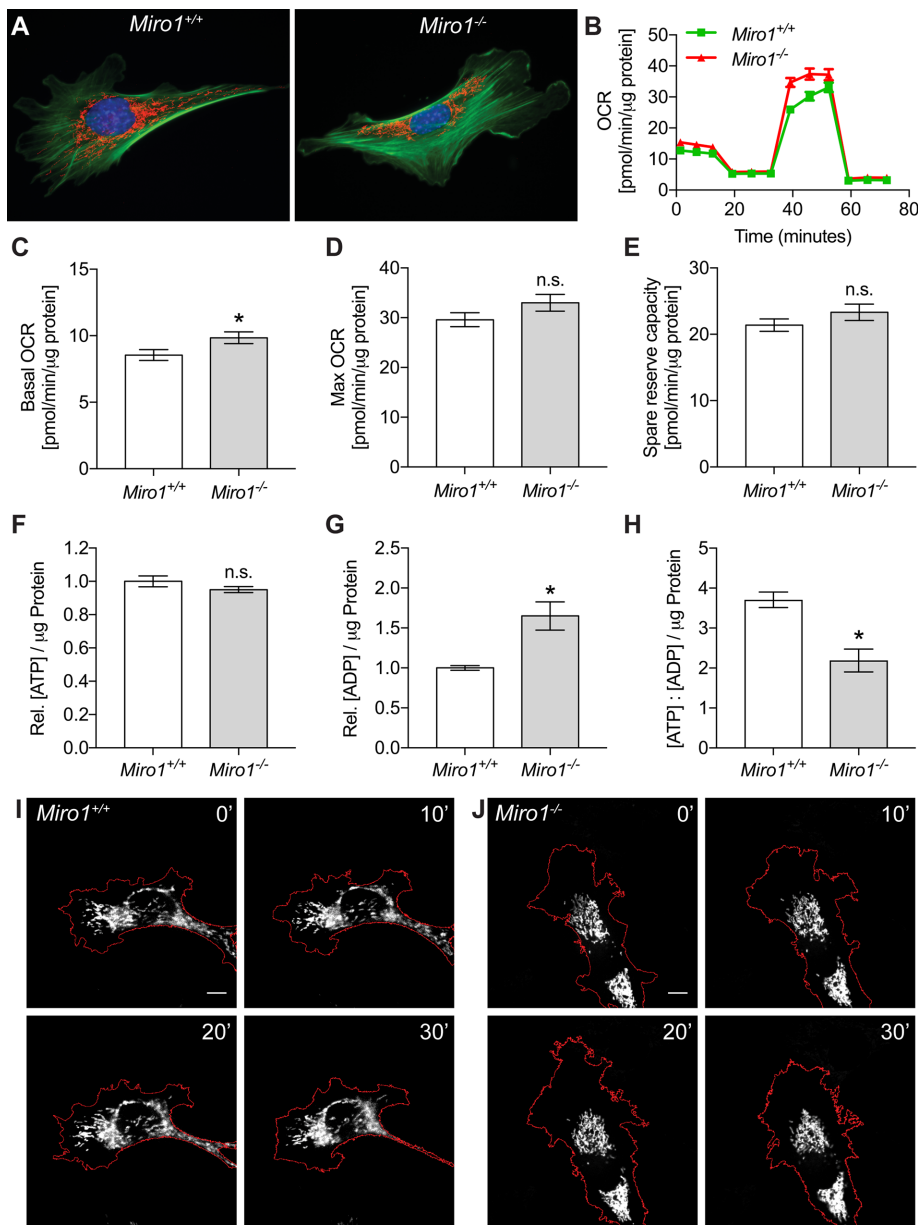 A
Miro1+/+
Miro1-/-
B
Miro1+/+
Miro1-/-
OCR
[pmol/min/ug protein]
50
40
30
20
10
0
0
20
40
60
80
Time (minutes)
C
Basal OCR
[pmol/min/µg protein]
15
10
5
0
*
Miro1+/+
Miro1-/-
D
Max OCR
[pmol/min/µg protein]
40
30
20
10
0
n.s.
Miro1+/+
Miro1-/-
E
Spare reserve capacity
[pmol/min/µg protein]
30
20
10
0
n.s.
Miro1+/+
Miro1-/-
F
Rel. [ATP] / µg Protein
1.2
1.0
0.8
0.6
0.4
0.2
0.0
n.s.
Miro1+/+
Miro1-/-
G
Rel. [ADP] / µg Protein
2.0
1.5
1.0
0.5
0.0
*
Miro1+/+
Miro1-/-
H
[ATP] : [ADP] / µg Protein
5
4
3
2
1
0
*
Miro1+/+
Miro1-/-
I
Miro1+/+
0’
10’
20’
30’
J
Miro1-/-
0’
10’
20’
30’